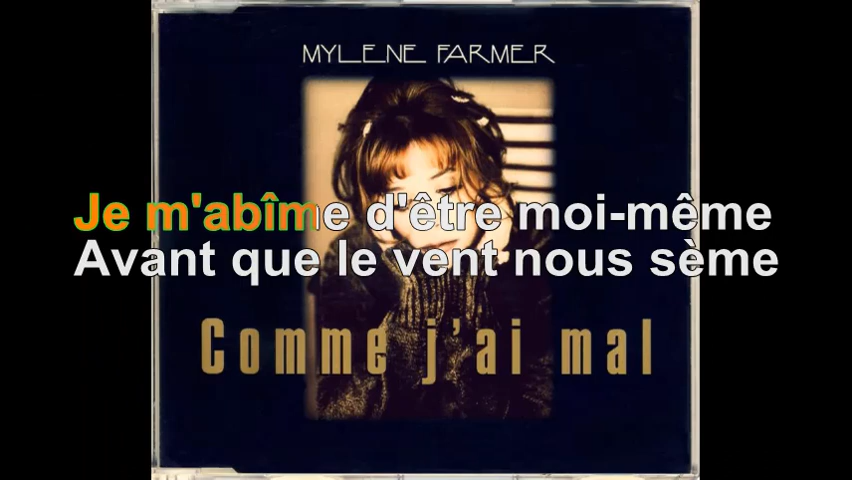 MYLENE FARMER
Je m'abîme d'être moi-même
Avant que le vent nous sème
Comme j'ai mal